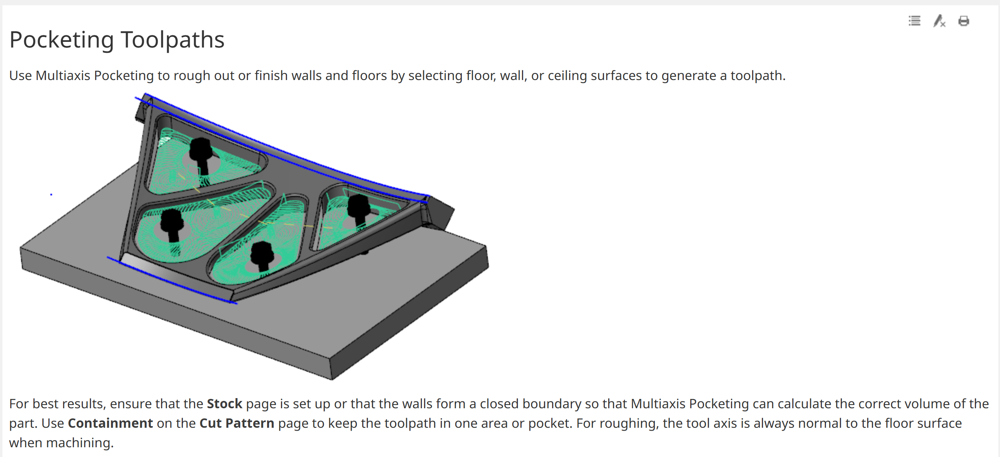 Pocketing Toolpaths
Use Multiaxis Pocketing to rough out or finish walls and floors by selecting floor, wall, or ceiling surfaces to generate a toolpath.
For best results, ensure that the Stock page is set up or that the walls form a closed boundary so that Multiaxis Pocketing can calculate the correct volume of the
part. Use Containment on the Cut Pattern page to keep the toolpath in one area or pocket. For roughing, the tool axis is always normal to the floor surface
when machining.